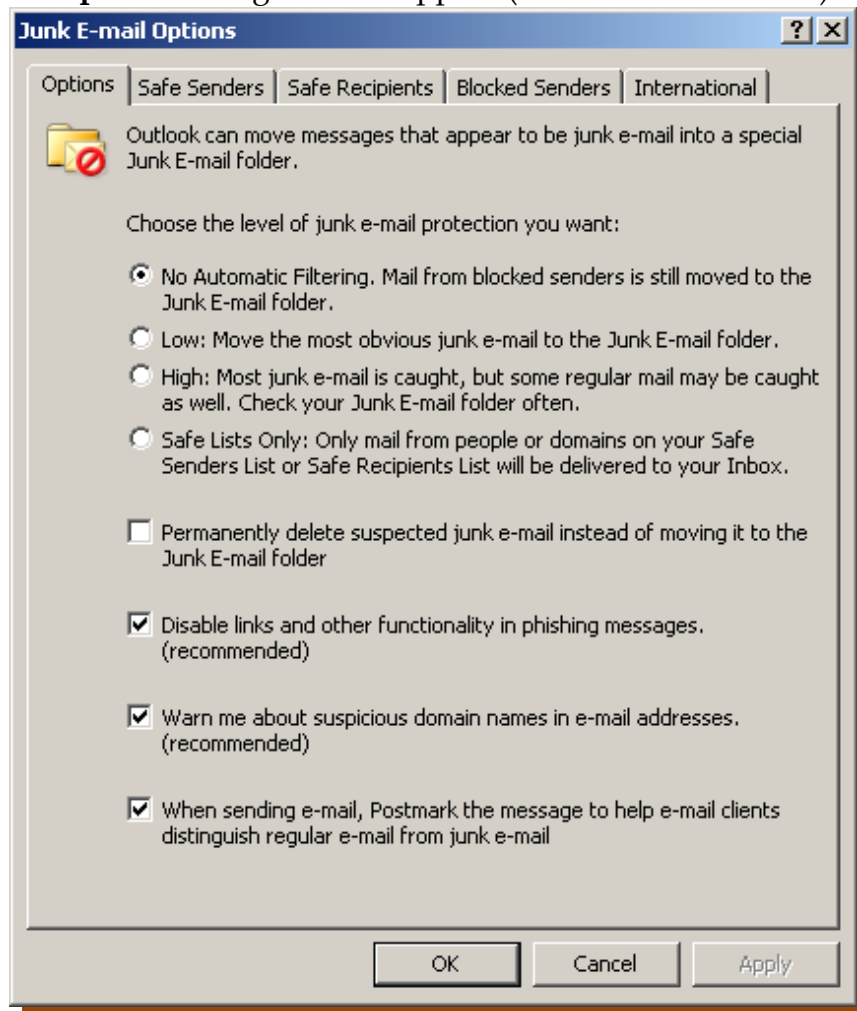 Junk E-mail Options
Options Safe Senders Safe Recipients Blocked Senders International
Outlook can move messages that appear to be junk e-mail into a special
Junk E-mail folder.
Choose the level of junk e-mail protection you want:
No Automatic Filtering. Mail from blocked senders is still moved to the
Junk E-mail folder.
Low: Move the most obvious junk e-mail to the Junk E-mail folder.
High: Most junk e-mail is caught, but some regular mail may be caught
as well. Check your Junk E-mail folder often.
Safe Lists Only: Only mail from people or domains on your Safe
Senders List or Safe Recipients List will be delivered to your Inbox.
Permanently delete suspected junk e-mail instead of moving it to the
Junk E-mail folder
Disable links and other functionality in phishing messages.
(recommended)
Warn me about suspicious domain names in e-mail addresses.
(recommended)
When sending e-mail, Postmark the message to help e-mail clients
distinguish regular e-mail from junk e-mail
OK Cancel Apply